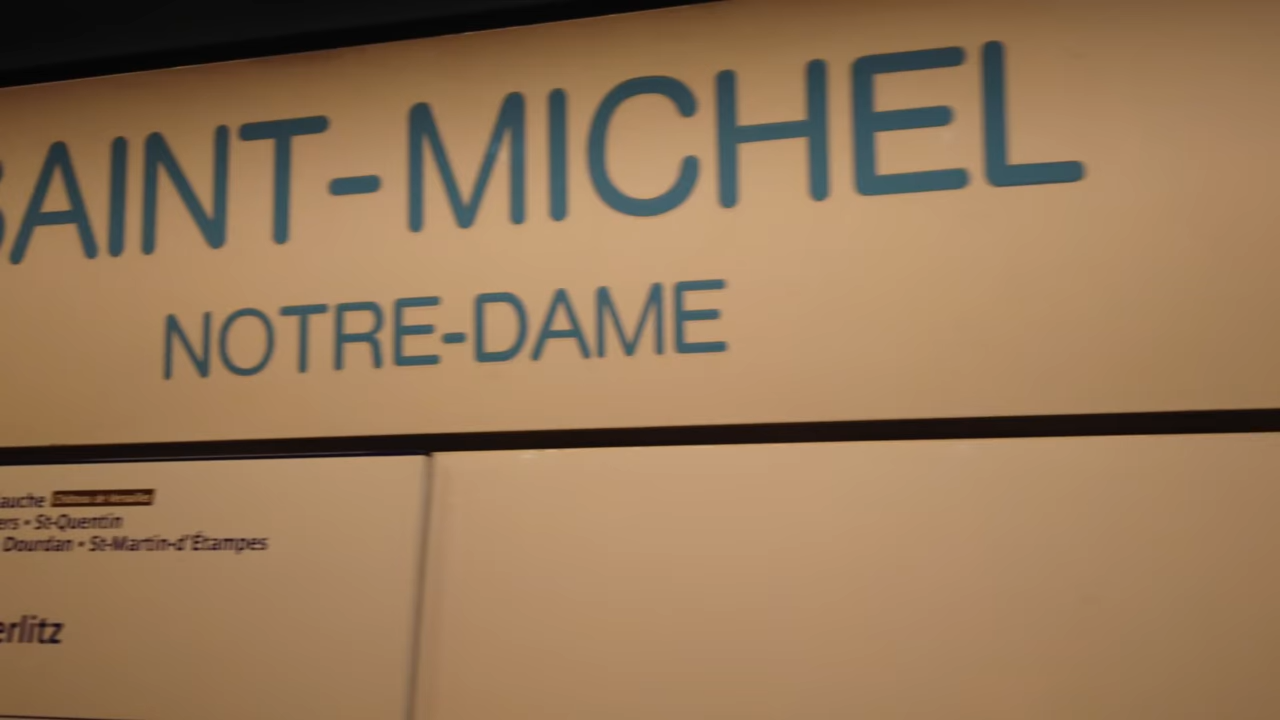 SAINT-MICHEL
NOTRE-DAME
auche
ers • St-Quentin
Dourdan • St-Martin-d'Étampes
erlitz